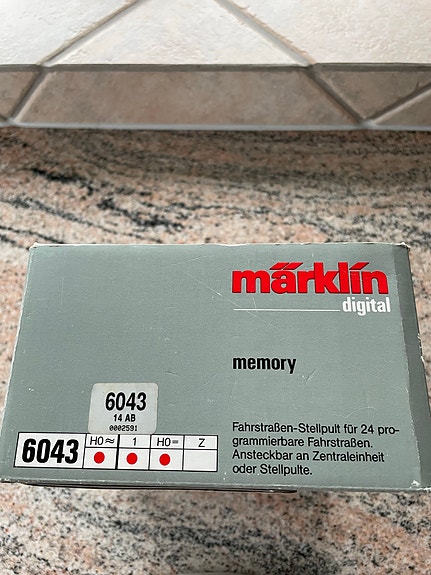 märklin
digital
memory
6043
14 AB
0002591
6043 H0≈ 1 H0= Z
Fahrstraßen-Stellpult für 24 pro-
grammierbare Fahrstraßen.
Ansteckbar an Zentraleinheit
oder Stellpulte.